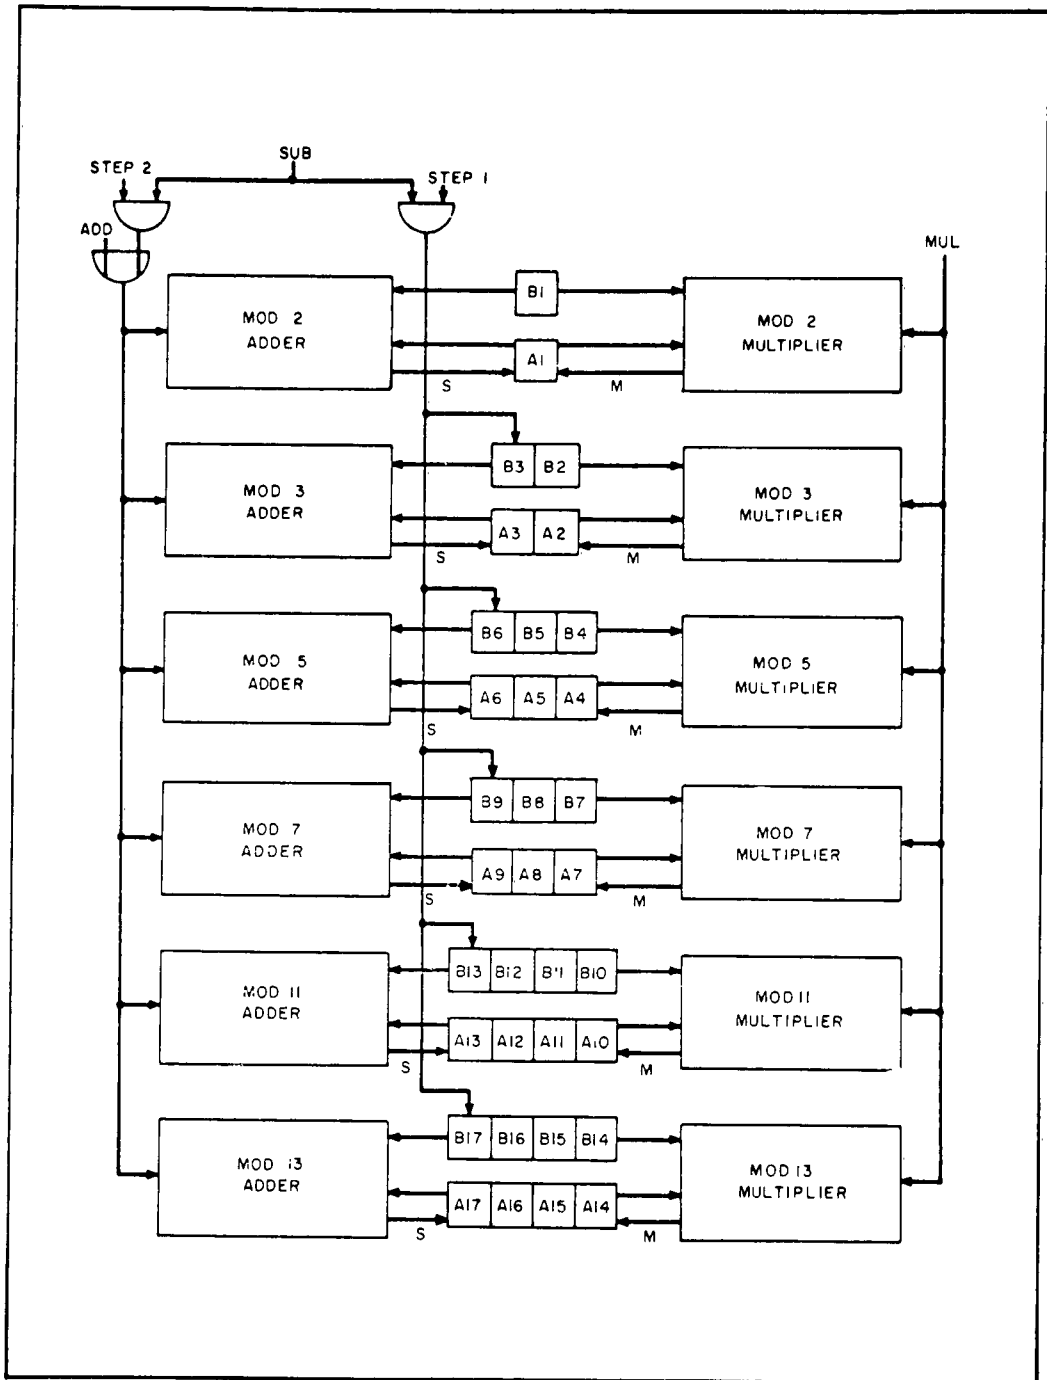 SUB
STEP 2
STEP 1
ADD
MUL
MOD 2
ADDER
B1
A1
S
M
MOD 2
MULTIPLIER
MOD 3
ADDER
B3 B2
A3 A2
S
M
MOD 3
MULTIPLIER
MOD 5
ADDER
B6 B5 B4
A6 A5 A4
S
M
MOD 5
MULTIPLIER
MOD 7
ADDER
B9 B8 B7
A9 A8 A7
S
M
MOD 7
MULTIPLIER
MOD 11
ADDER
B13 B12 B11 B10
A13 A12 A11 A10
S
M
MOD 11
MULTIPLIER
MOD 13
ADDER
B17 B16 B15 B14
A17 A16 A15 A14
S
M
MOD 13
MULTIPLIER